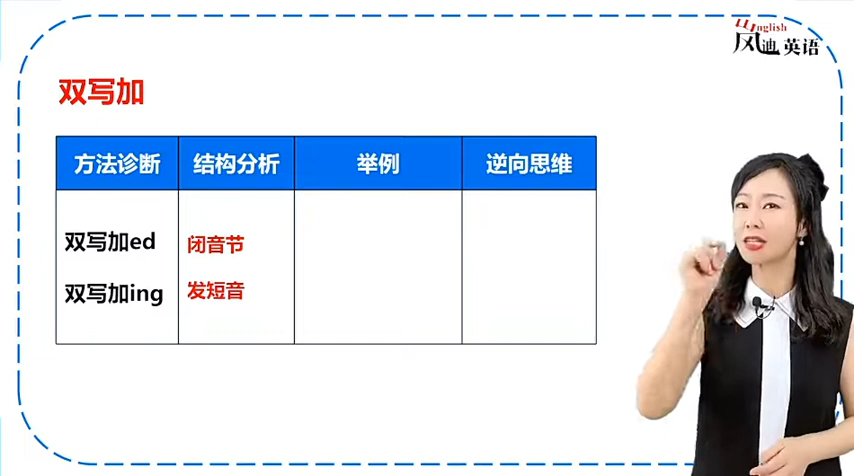 English
风迪英语
双写加
方法诊断 结构分析 举例 逆向思维
双写加ed 闭音节
双写加ing 发短音